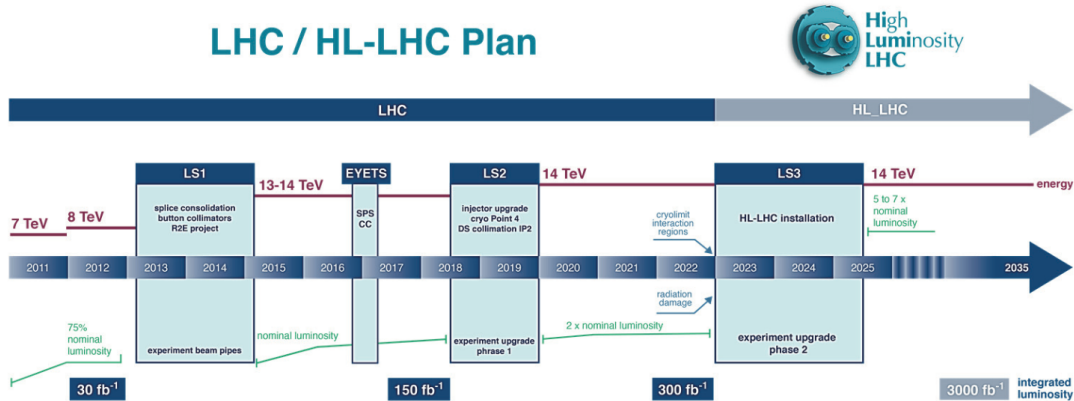 LHC / HL-LHC Plan
High
Luminosity
LHC
LHC
HL_LHC
LS1
EYETS
LS2
LS3
7 TeV
8 TeV
13-14 TeV
14 TeV
14 TeV
energy
splice consolidation
button collimators
R2E project
SPS
CC
injector upgrade
cryo Point 4
DS collimation IP2
cryolimit
interaction
regions
HL-LHC installation
5 to 7 x
nominal
luminosity
2011 2012 2013 2014 2015 2016 2017 2018 2019 2020 2021 2022 2023 2024 2025 2035
radiation
damage
75%
nominal
luminosity
experiment beam pipes
nominal luminosity
experiment upgrade
phrase 1
2 x nominal luminosity
experiment upgrade
phase 2
30 fb⁻¹
150 fb⁻¹
300 fb⁻¹
3000 fb⁻¹
integrated
luminosity